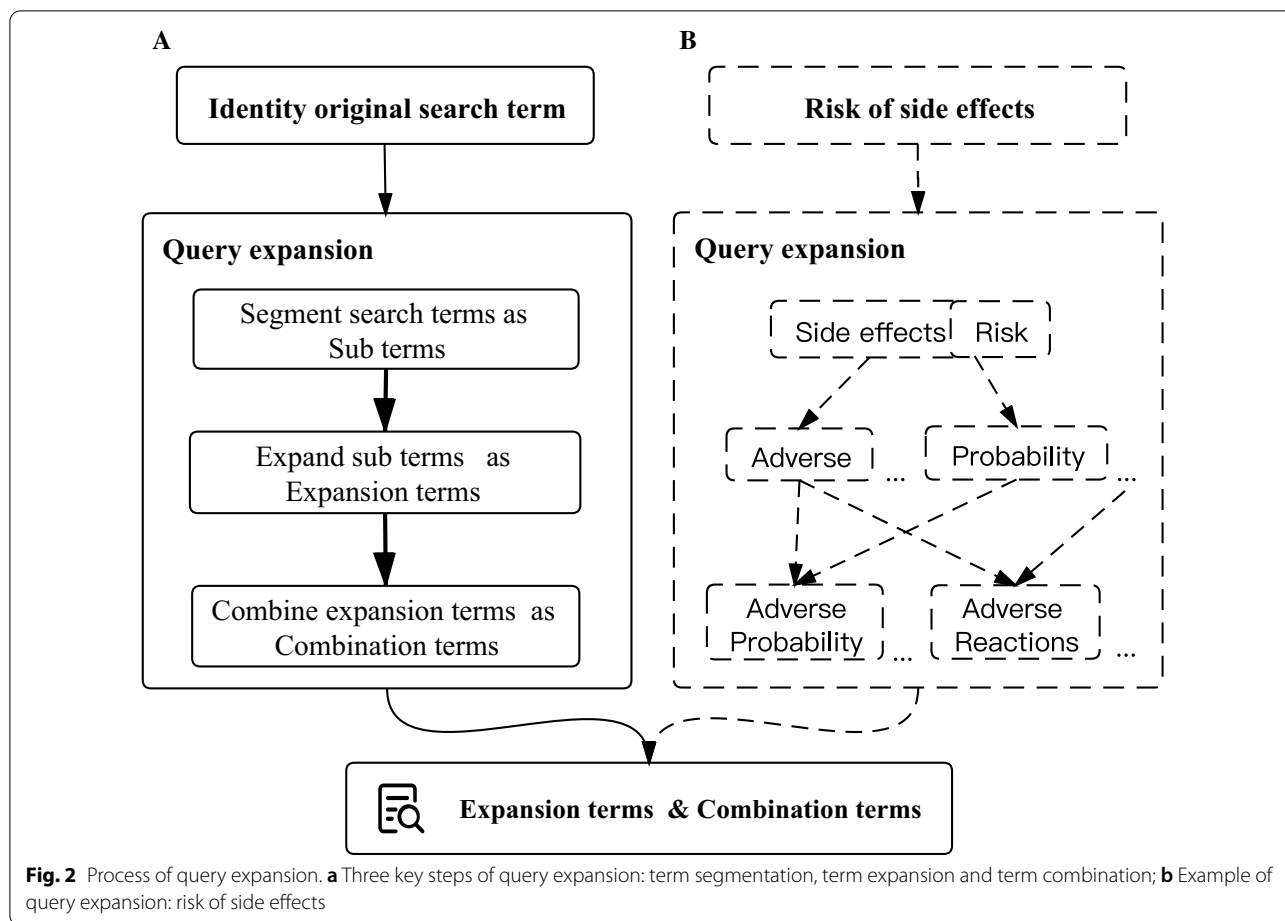 A
Identity original search term
Query expansion
Segment search terms as
Sub terms
Expand sub terms as
Expansion terms
Combine expansion terms as
Combination terms
B
Risk of side effects
Query expansion
Side effects Risk
Adverse ... Probability ...
Adverse
Probability ...
Adverse
Reactions ...
Expansion terms & Combination terms
Fig. 2 Process of query expansion. a Three key steps of query expansion: term segmentation, term expansion and term combination; b Example of
query expansion: risk of side effects